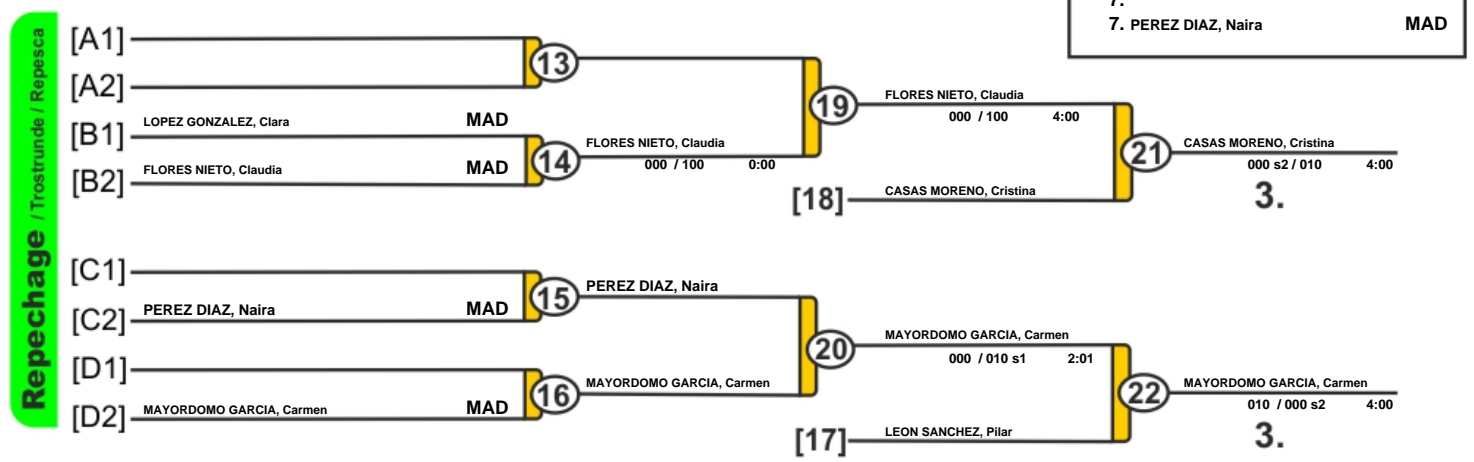 7.
7. PEREZ DIAZ, Naira MAD
Repechage / Trostrunde / Repesca
[A1]
13
[A2]
19
FLORES NIETO, Claudia
000 / 100 4:00
[B1] LOPEZ GONZALEZ, Clara MAD
14
FLORES NIETO, Claudia
000 / 100 0:00
[B2] FLORES NIETO, Claudia MAD
21
CASAS MORENO, Cristina
000 s2 / 010 4:00
3.
[18] CASAS MORENO, Cristina
[C1]
15
PEREZ DIAZ, Naira
[C2] PEREZ DIAZ, Naira MAD
20
MAYORDOMO GARCIA, Carmen
000 / 010 s1 2:01
[D1]
16
MAYORDOMO GARCIA, Carmen
[D2] MAYORDOMO GARCIA, Carmen MAD
22
MAYORDOMO GARCIA, Carmen
010 / 000 s2 4:00
3.
[17] LEON SANCHEZ, Pilar